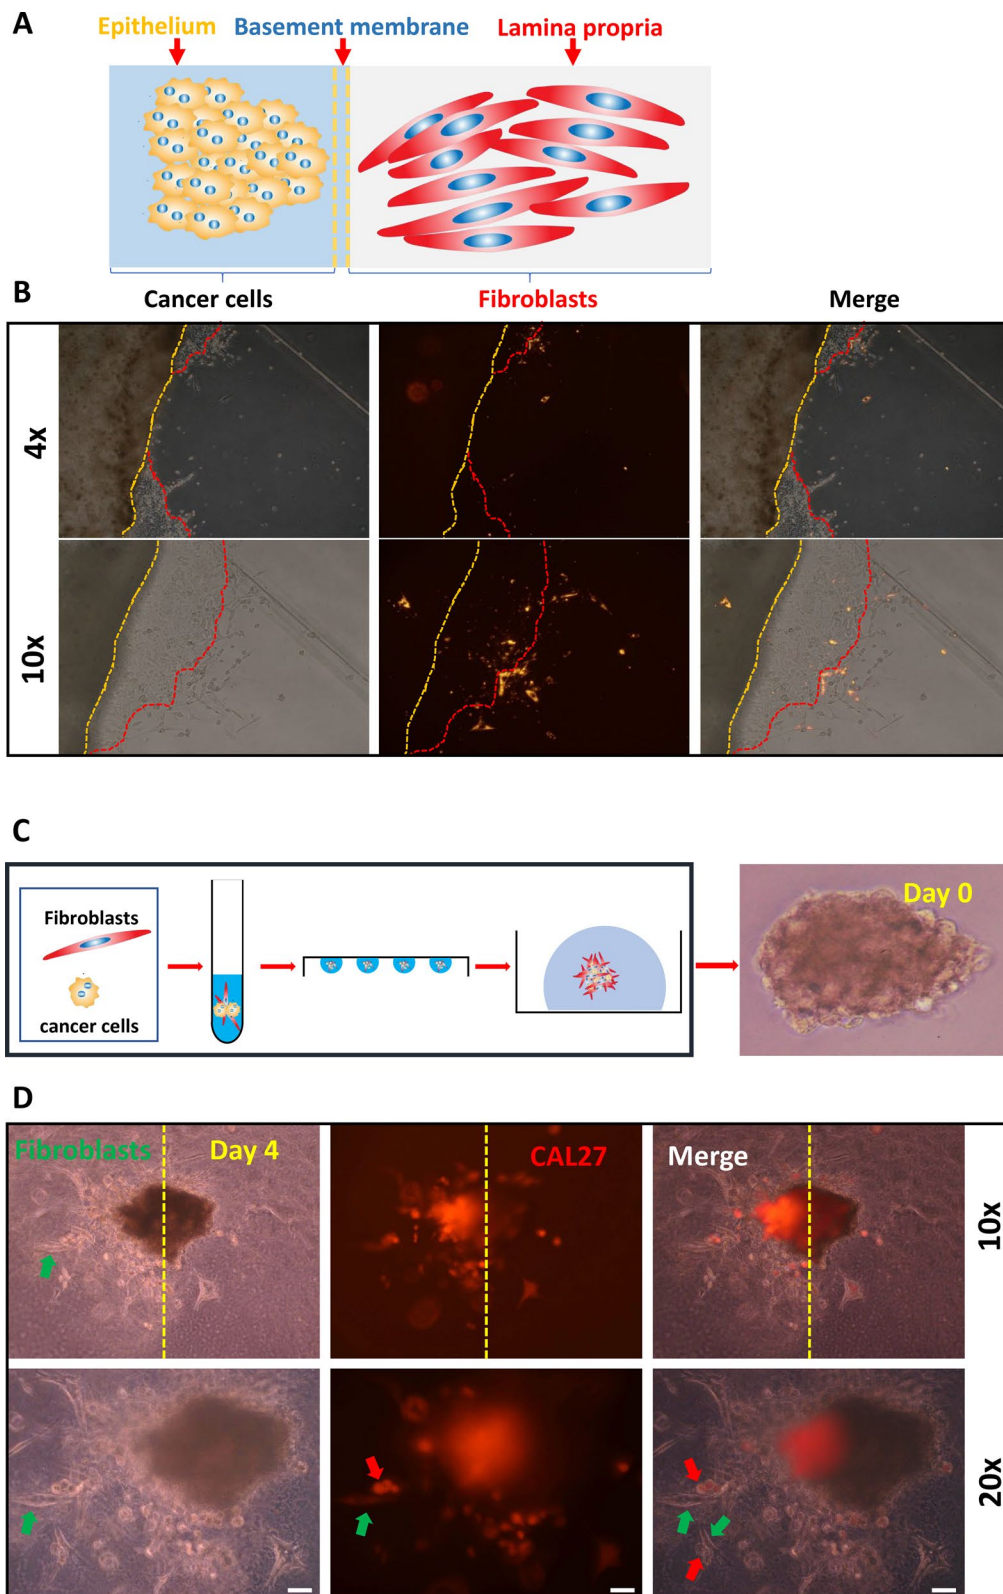 A
Epithelium Basement membrane Lamina propria
B
Cancer cells Fibroblasts Merge
4x
10x
C
Fibroblasts
cancer cells
Day 0
D
Fibroblasts Day 4 CAL27 Merge
10x
20x